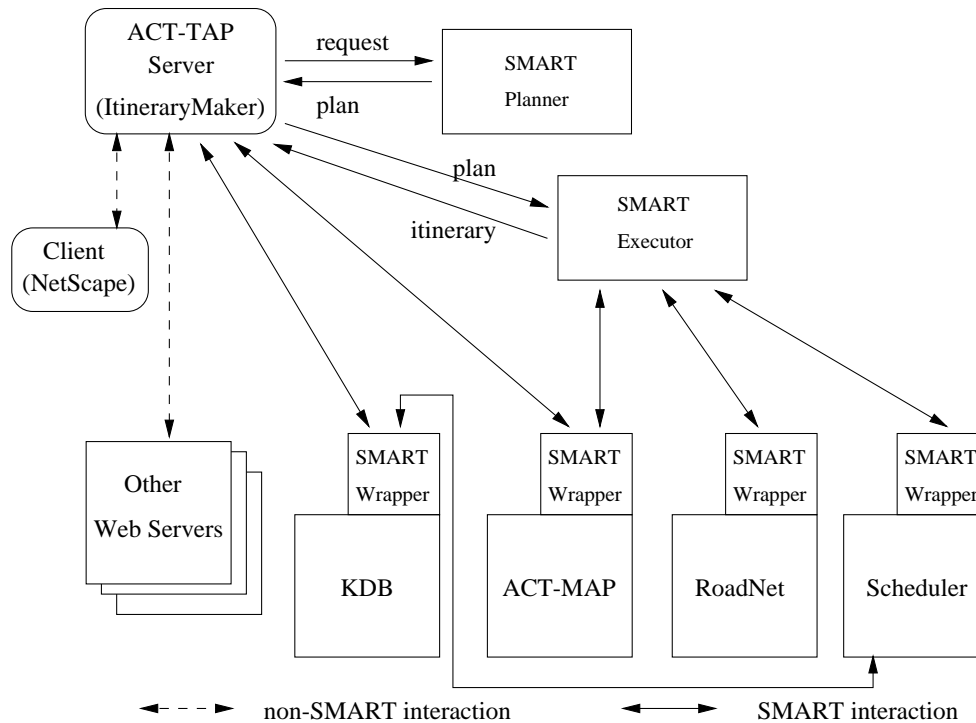 ACT-TAP
Server
(ItineraryMaker)
request
plan
SMART
Planner
plan
itinerary
SMART
Executor
Client
(NetScape)
Other
Web Servers
SMART
Wrapper
KDB
SMART
Wrapper
ACT-MAP
SMART
Wrapper
RoadNet
SMART
Wrapper
Scheduler
non-SMART interaction
SMART interaction